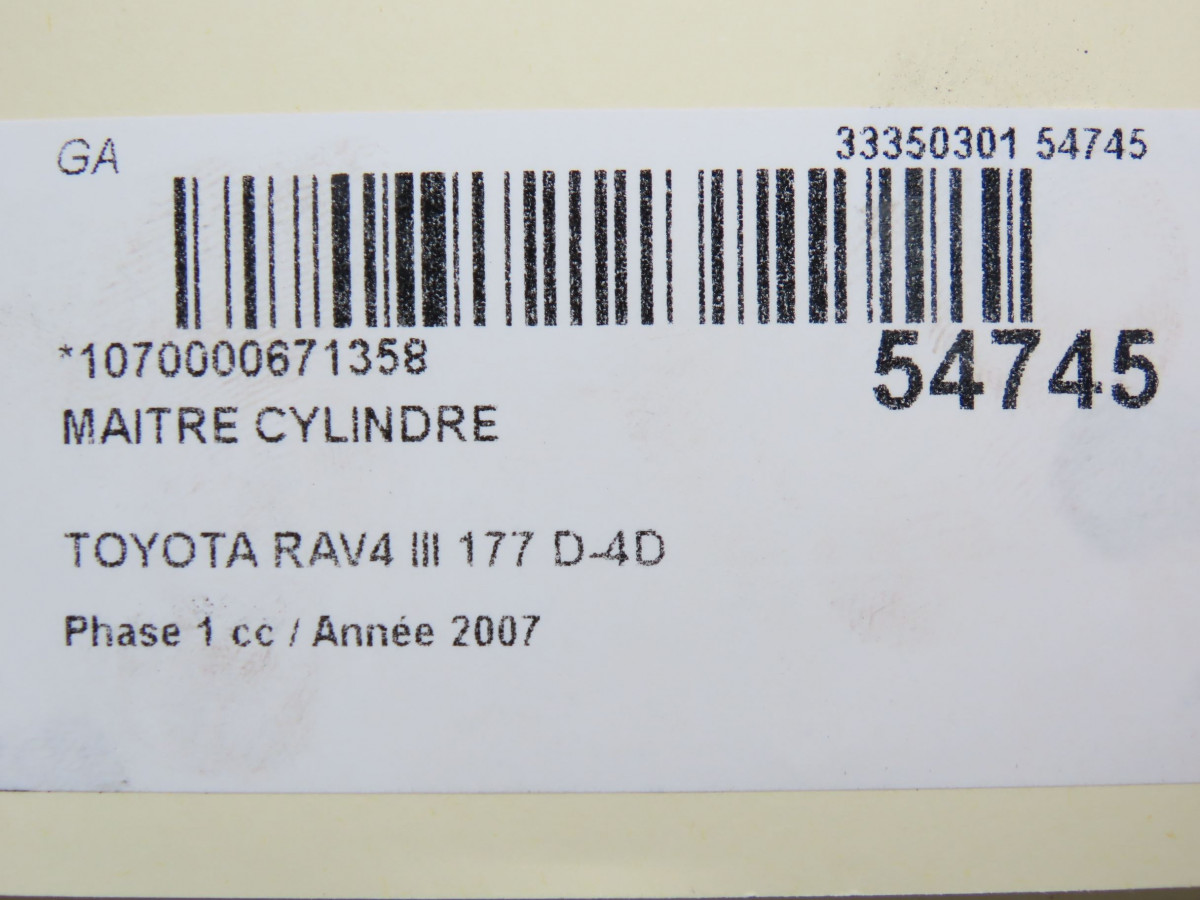 GA
33350301 54745
*1070000671358
54745
MAITRE CYLINDRE
TOYOTA RAV4 III 177 D-4D
Phase 1 cc / Année 2007